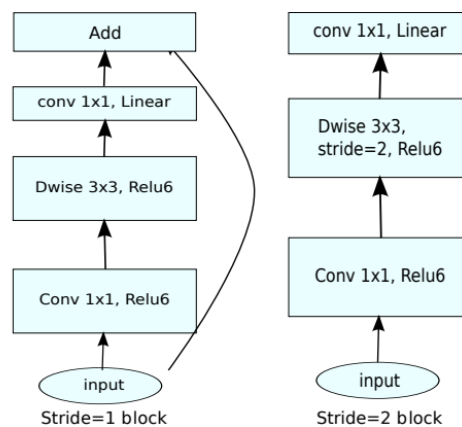 Add
conv 1x1, Linear
Dwise 3x3, Relu6
Conv 1x1, Relu6
input
Stride=1 block
conv 1x1, Linear
Dwise 3x3,
stride=2, Relu6
Conv 1x1, Relu6
input
Stride=2 block